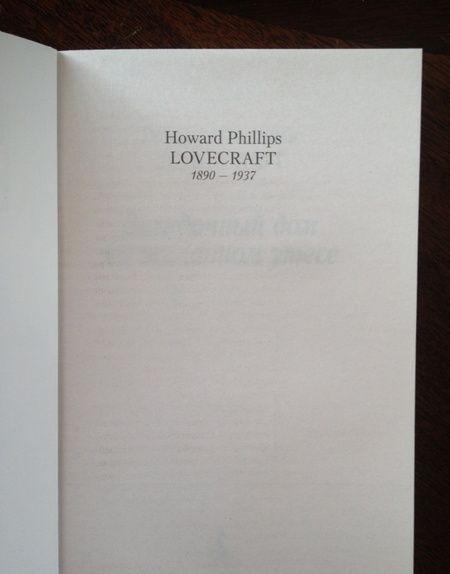 Howard Phillips
LOVECRAFT
1890 – 1937